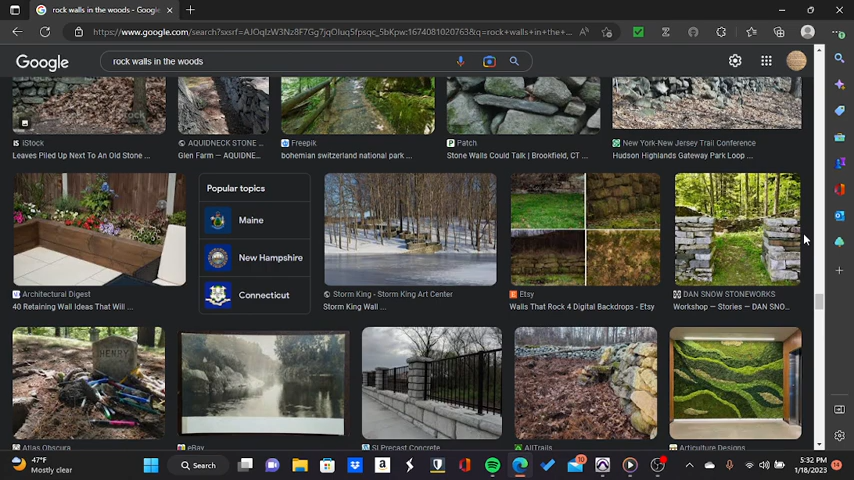 rock walls in the woods - Google
https://www.google.com/search?sxsrf=AJOqlzW3Nz8F7Gg7jqOluq5fpsqc_5bKpw:1674081020763&q=rock+walls+in+the+...
Google
rock walls in the woods
iStock
Leaves Piled Up Next To An Old Stone ...
AQUIDNECK STONE ...
Glen Farm — AQUIDNE...
Freepik
bohemian switzerland national park ...
Patch
Stone Walls Could Talk | Brookfield, CT ...
New York-New Jersey Trail Conference
Hudson Highlands Gateway Park Loop ...
Architectural Digest
40 Retaining Wall Ideas That Will ...
Popular topics
Maine
New Hampshire
Connecticut
Storm King - Storm King Art Center
Storm King Wall ...
Etsy
Walls That Rock 4 Digital Backdrops - Etsy
DAN SNOW STONEWORKS
Workshop — Stories — DAN SNO...
HENRY
Atlas Obscura
eBay
SI Precast Concrete
AllTrails
Articulture Designs
47°F
Mostly clear
Search
10
5:32 PM
1/18/2023
14